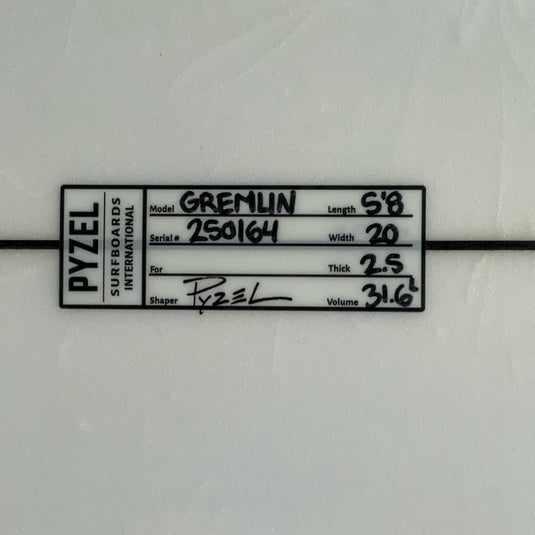 PYZEL
SURFBOARDS
INTERNATIONAL
Model GREMLIN Length 5'8
Serial # 250164 Width 20
For Thick 2.5
Shaper PYZEL Volume 31.6L